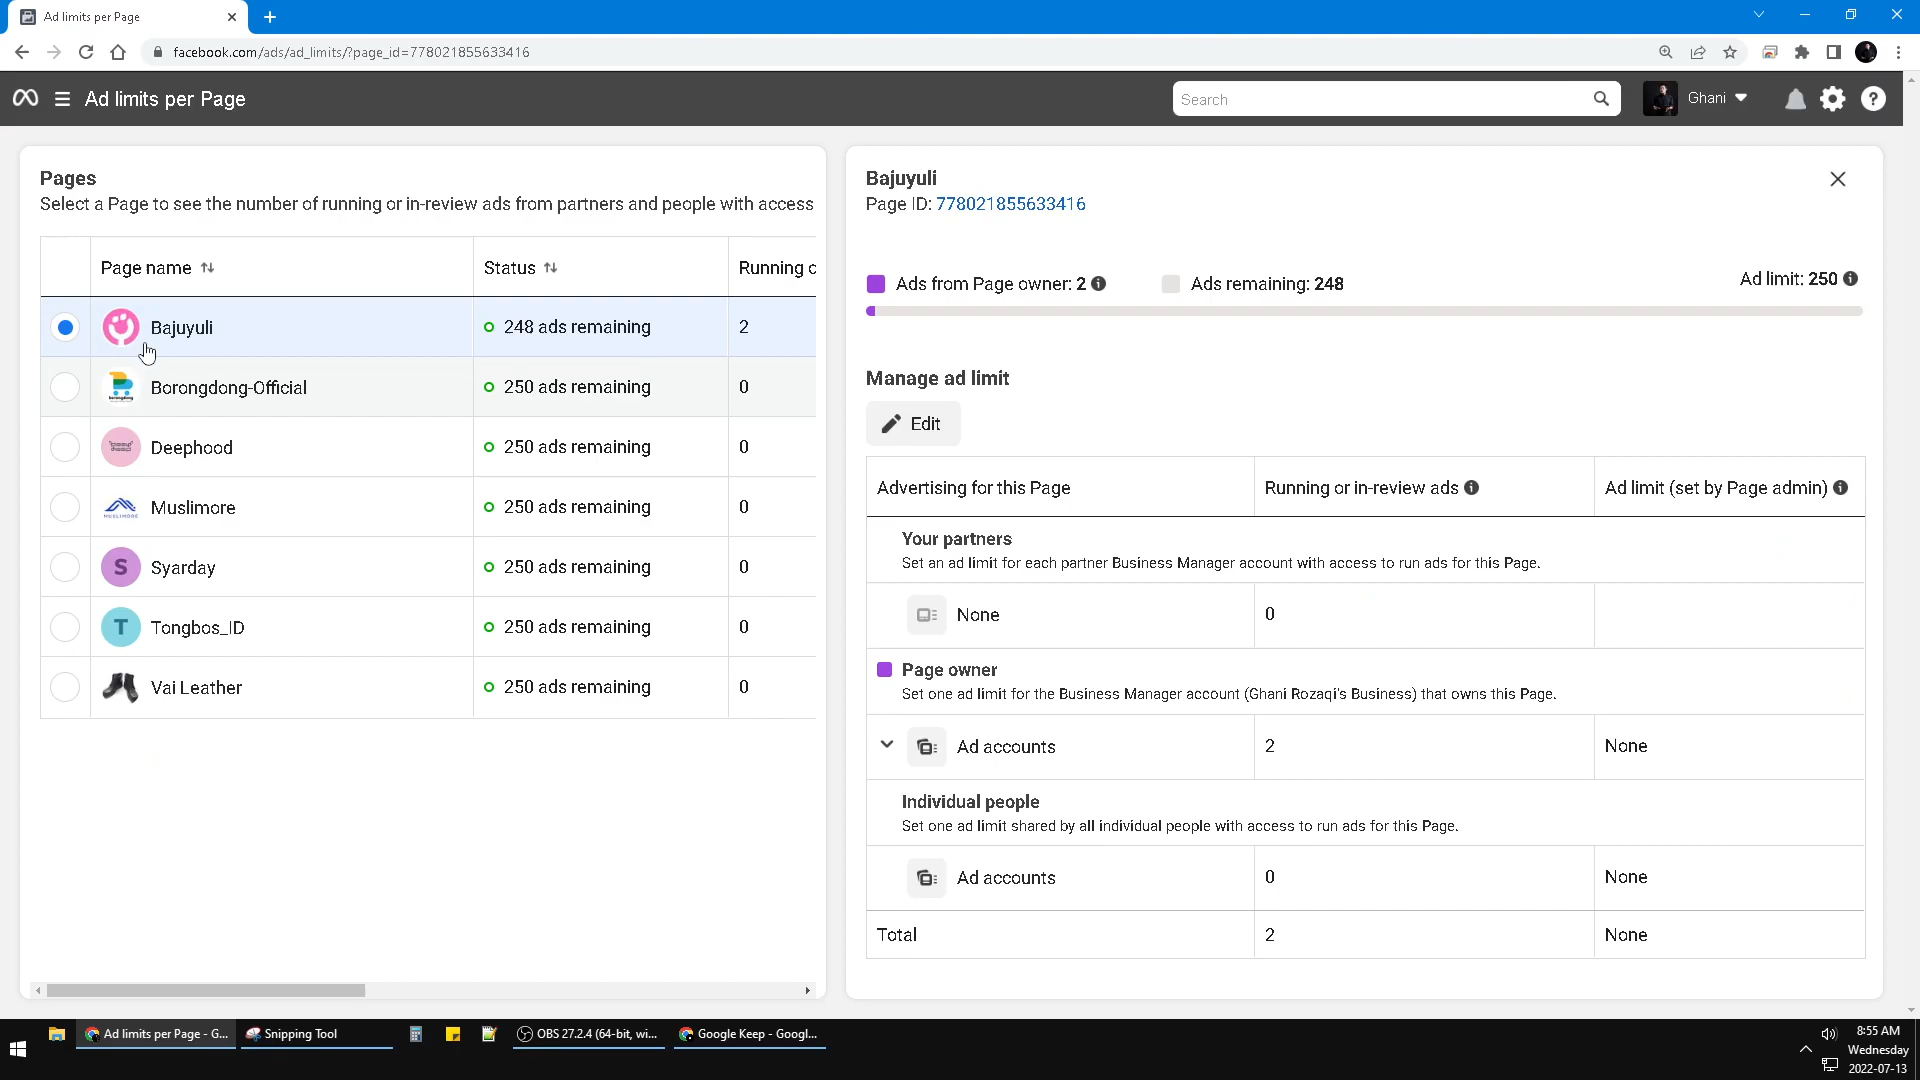 Ad limits per Page
facebook.com/ads/ad_limits/?page_id=778021855633416
Ad limits per Page
Search
Ghani
Pages
Select a Page to see the number of running or in-review ads from partners and people with access
Page name
Status
Running o
Bajuyuli
248 ads remaining
2
Borongdong-Official
250 ads remaining
0
Deephood
250 ads remaining
0
MUSLIMORE
Muslimore
250 ads remaining
0
S
Syarday
250 ads remaining
0
T
Tongbos_ID
250 ads remaining
0
Vai Leather
250 ads remaining
0
Bajuyuli
Page ID: 778021855633416
Ads from Page owner: 2
Ads remaining: 248
Ad limit: 250
Manage ad limit
Edit
Advertising for this Page
Running or in-review ads
Ad limit (set by Page admin)
Your partners
Set an ad limit for each partner Business Manager account with access to run ads for this Page.
None
0
Page owner
Set one ad limit for the Business Manager account (Ghani Rozaqi's Business) that owns this Page.
Ad accounts
2
None
Individual people
Set one ad limit shared by all individual people with access to run ads for this Page.
Ad accounts
0
None
Total
2
None
Ad limits per Page - G...
Snipping Tool
OBS 27.2.4 (64-bit, wi...
Google Keep - Googl...
8:55 AM
Wednesday
2022-07-13